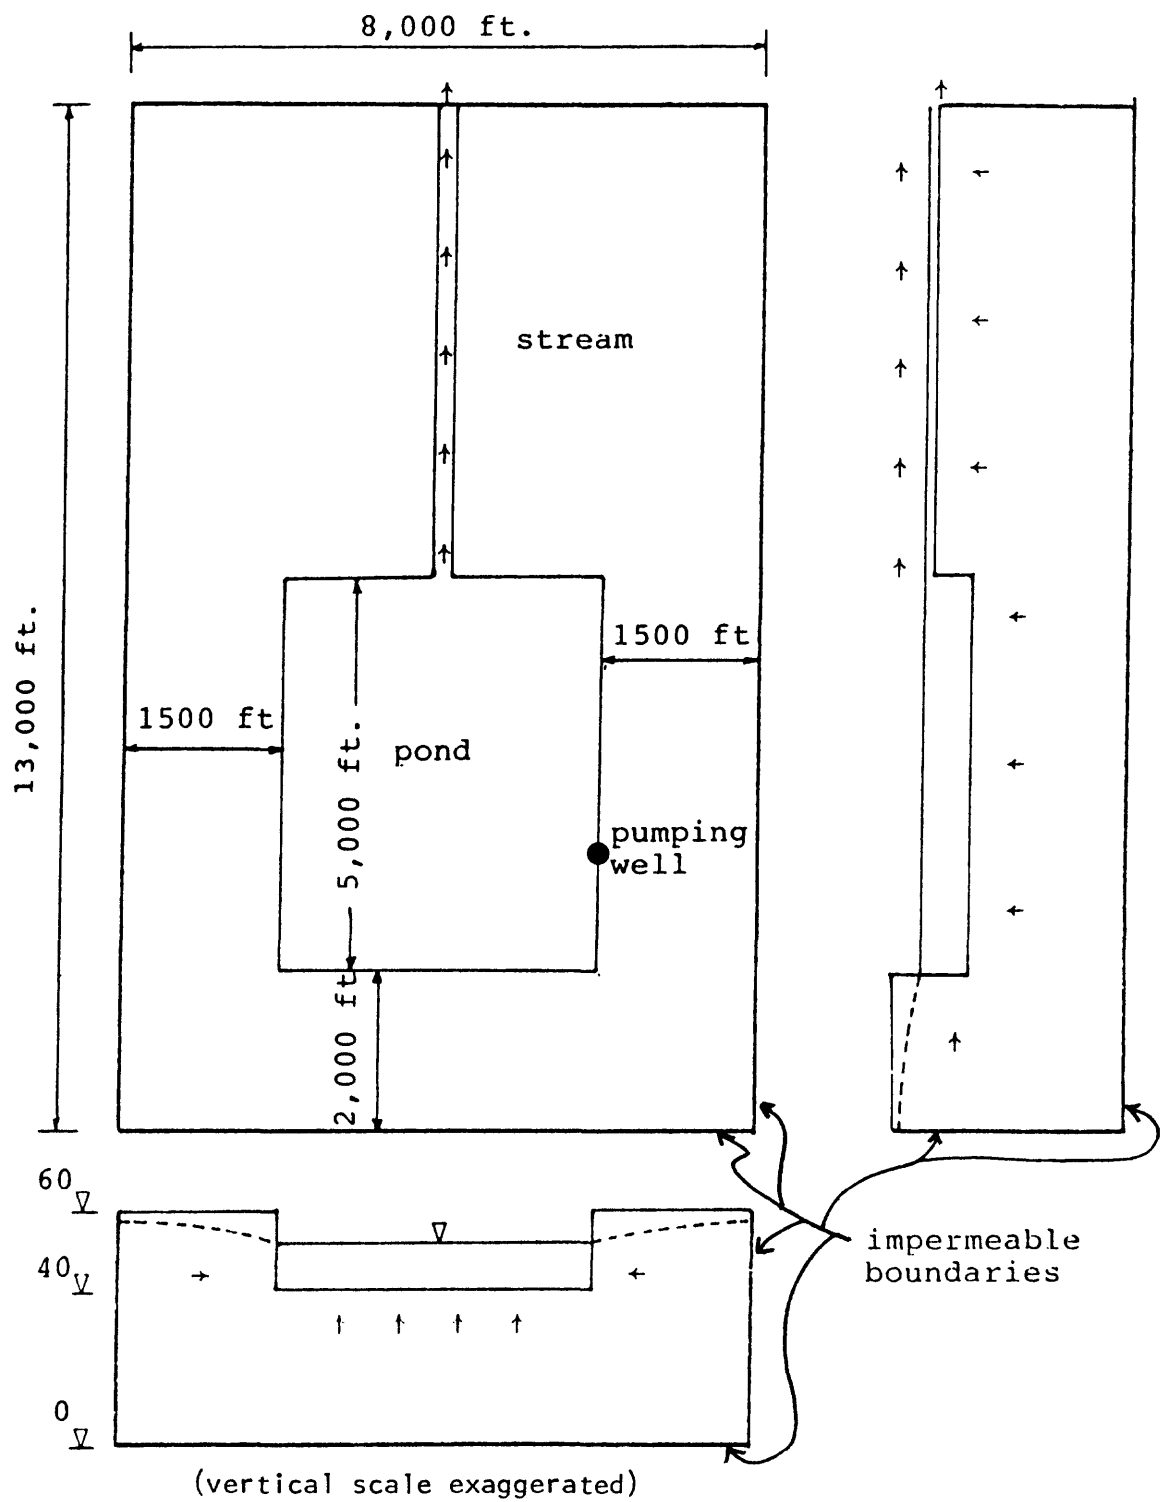 8,000 ft.
13,000 ft.
stream
1500 ft
1500 ft
5,000 ft.
pond
pumping
well
2,000 ft
60
40
0
impermeable
boundaries
(vertical scale exaggerated)